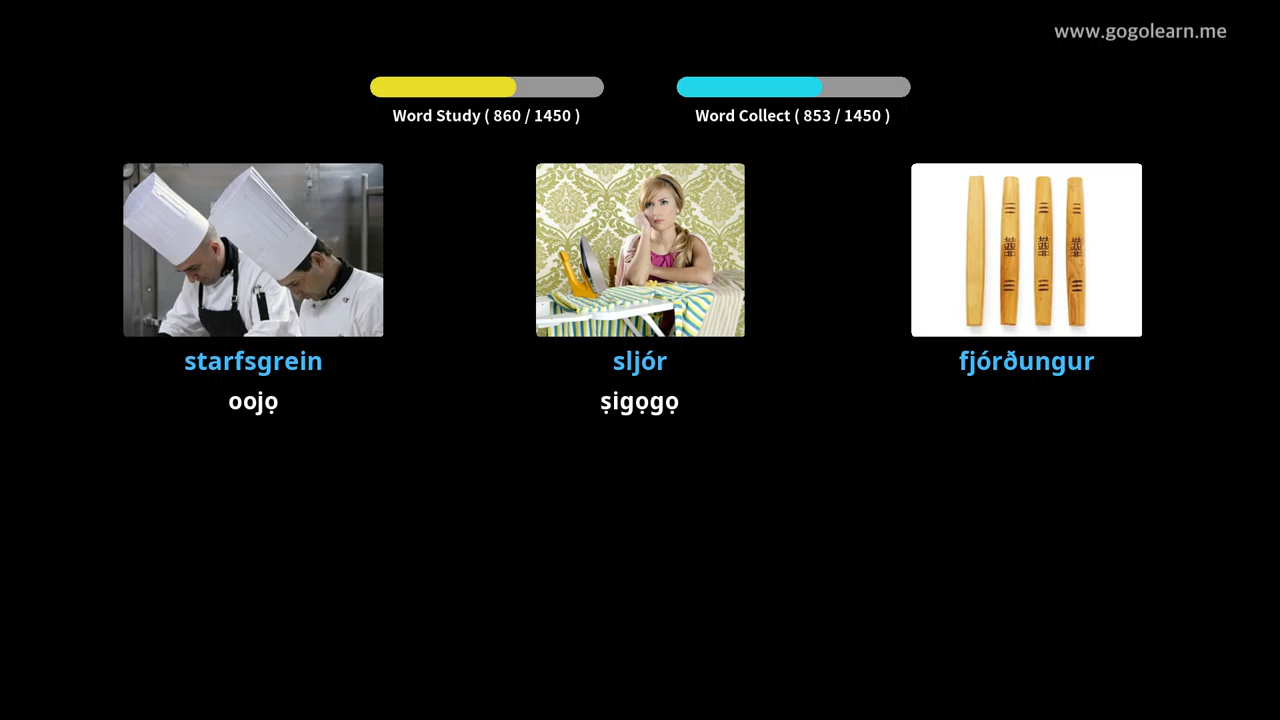 www.gogolearn.me
Word Study ( 860 / 1450 )
Word Collect ( 853 / 1450 )
starfsgrein
sljór
fjórðungur
oojọ
ṣigọgọ